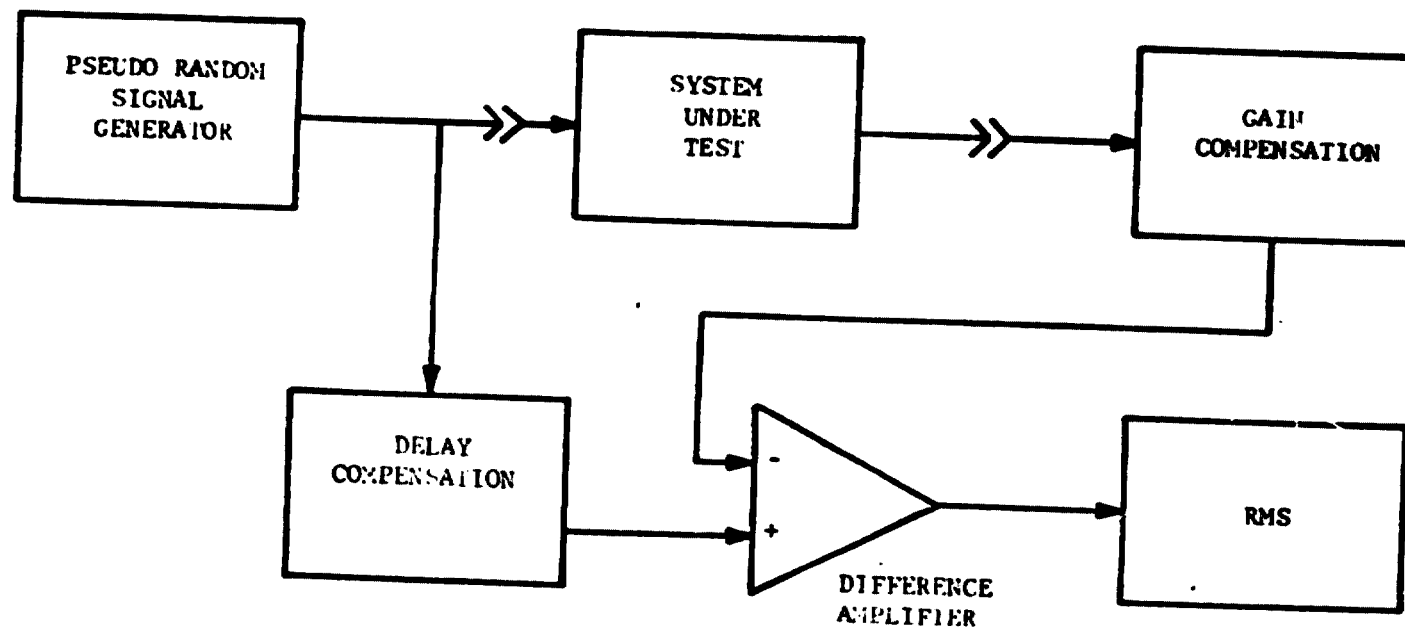 PSEUDO RANDOM
SIGNAL
GENERATOR
SYSTEM
UNDER
TEST
GAIN
COMPENSATION
DELAY
COMPENSATION
-
+
DIFFERENCE
AMPLIFIER
RMS